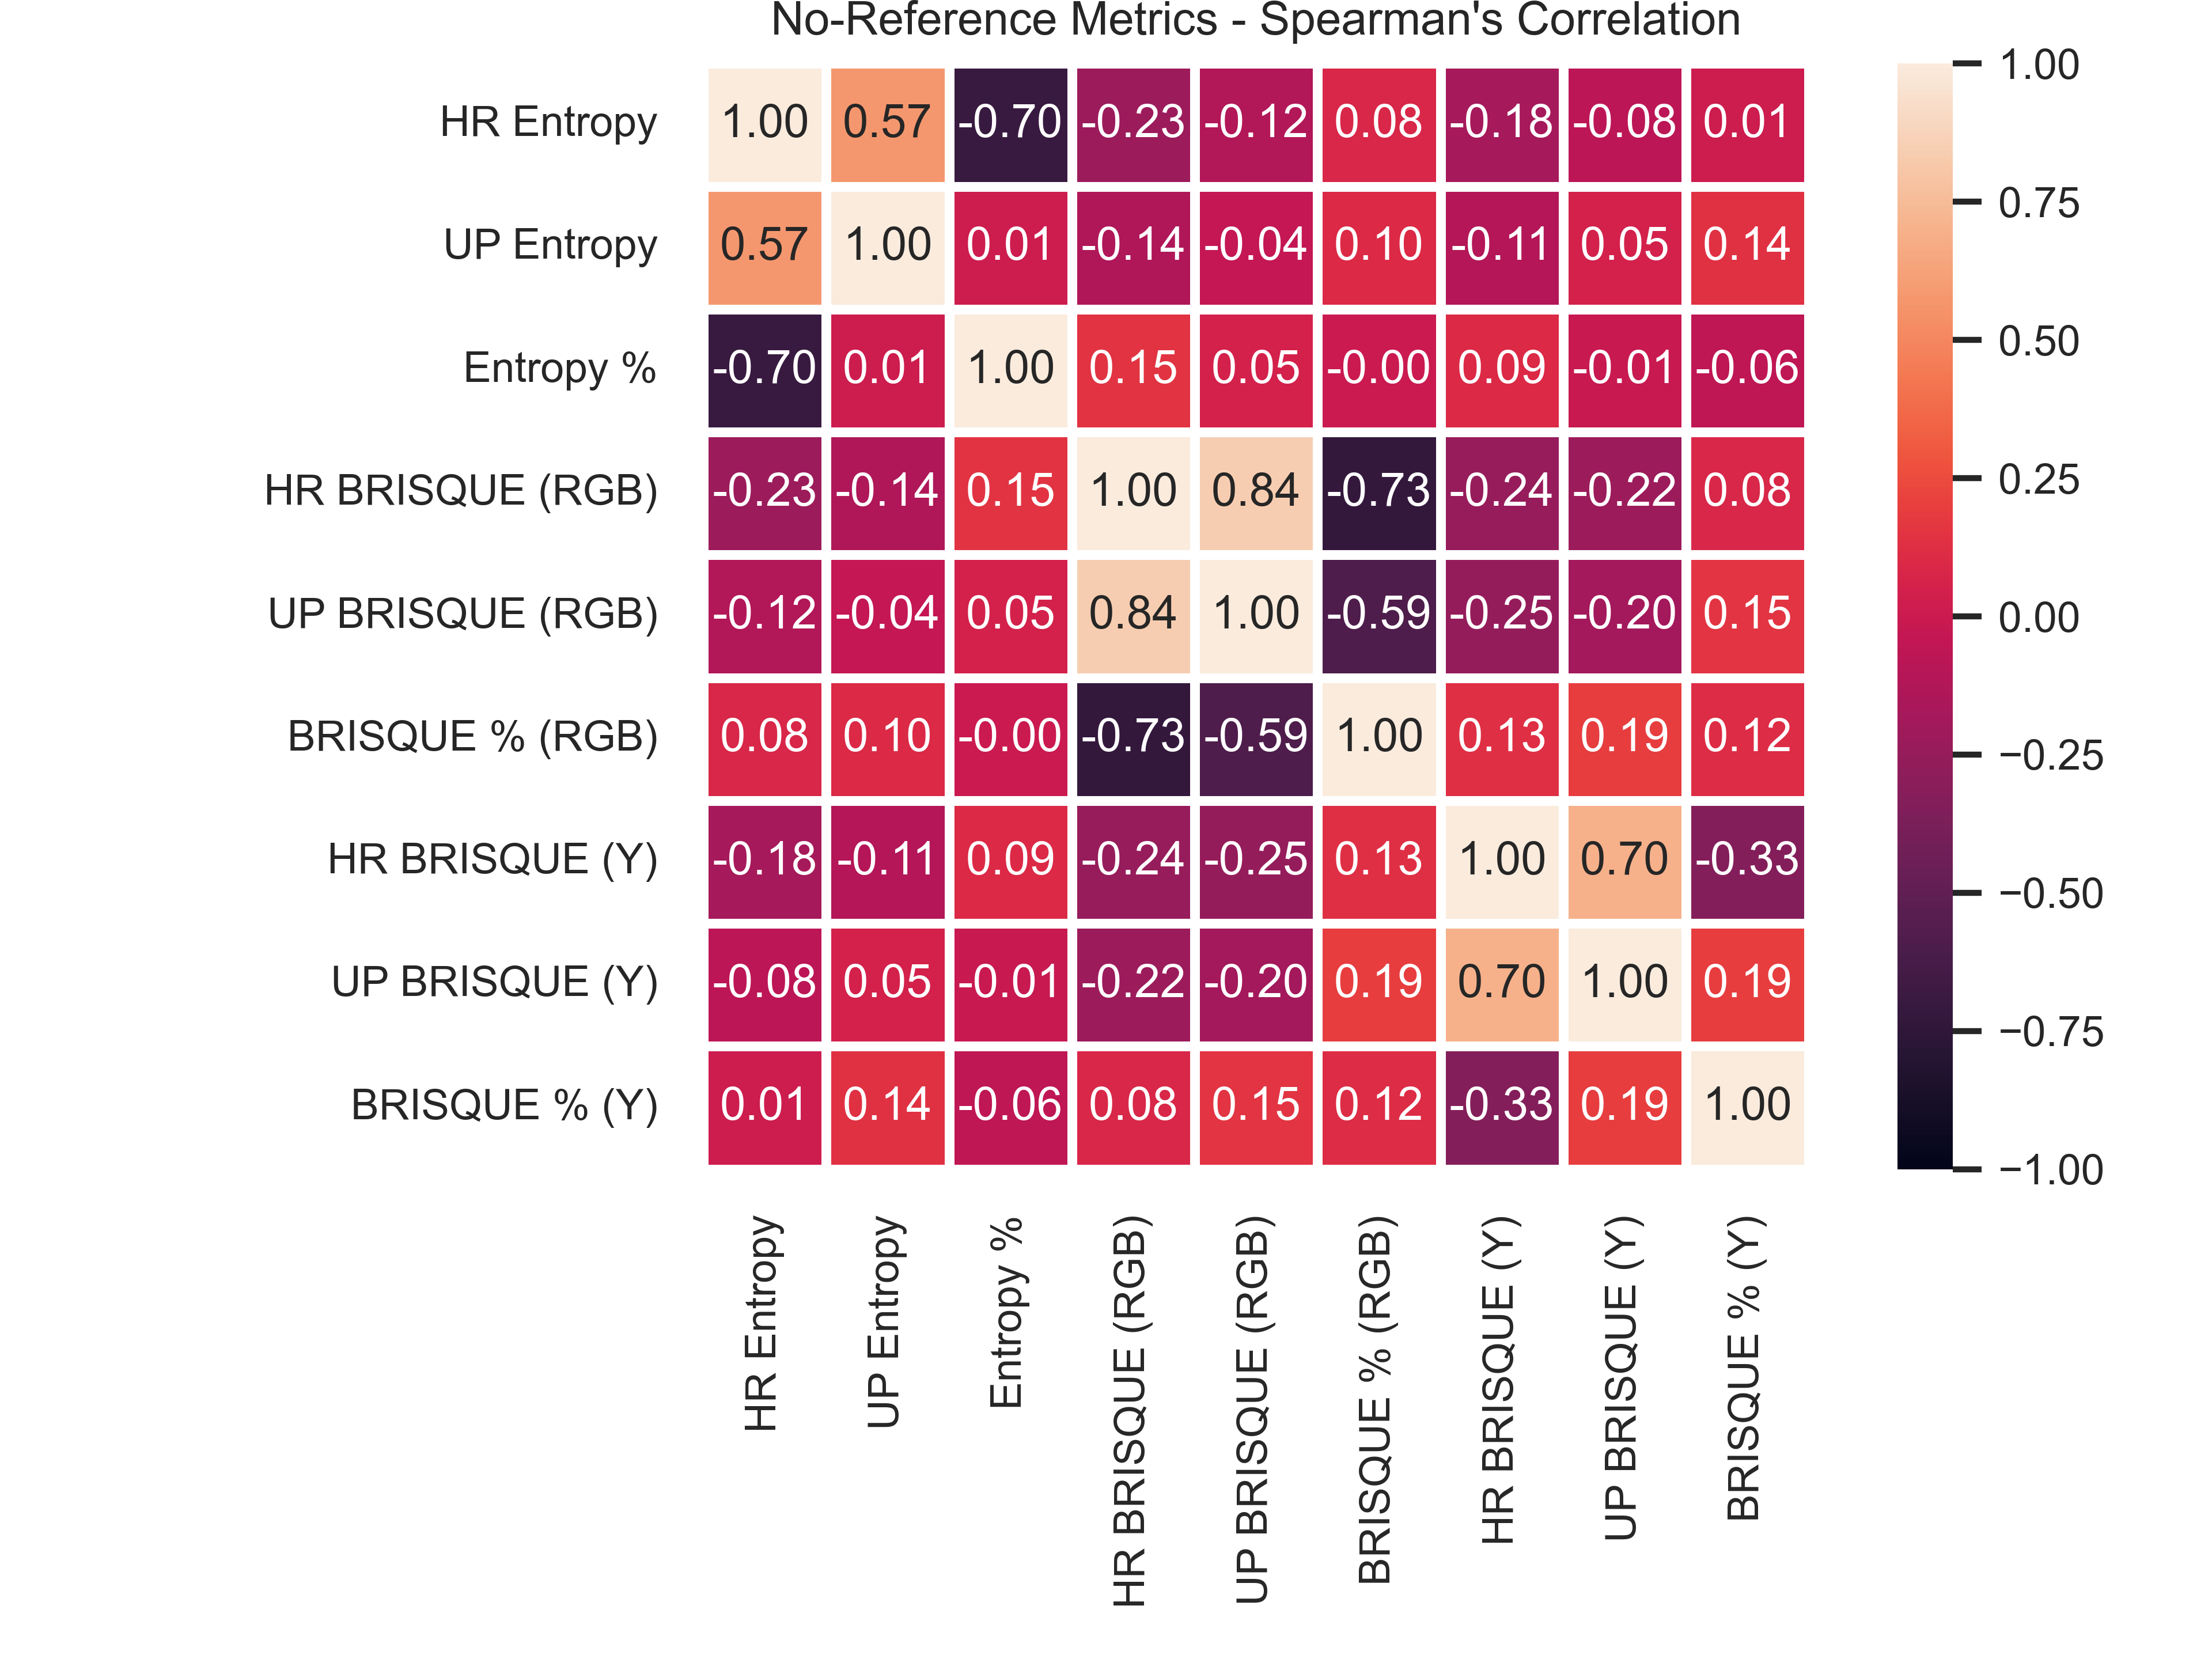 No-Reference Metrics - Spearman's Correlation
HR Entropy 1.00 0.57 -0.70 -0.23 -0.12 0.08 -0.18 -0.08 0.01
UP Entropy 0.57 1.00 0.01 -0.14 -0.04 0.10 -0.11 0.05 0.14
Entropy % -0.70 0.01 1.00 0.15 0.05 -0.00 0.09 -0.01 -0.06
HR BRISQUE (RGB) -0.23 -0.14 0.15 1.00 0.84 -0.73 -0.24 -0.22 0.08
UP BRISQUE (RGB) -0.12 -0.04 0.05 0.84 1.00 -0.59 -0.25 -0.20 0.15
BRISQUE % (RGB) 0.08 0.10 -0.00 -0.73 -0.59 1.00 0.13 0.19 0.12
HR BRISQUE (Y) -0.18 -0.11 0.09 -0.24 -0.25 0.13 1.00 0.70 -0.33
UP BRISQUE (Y) -0.08 0.05 -0.01 -0.22 -0.20 0.19 0.70 1.00 0.19
BRISQUE % (Y) 0.01 0.14 -0.06 0.08 0.15 0.12 -0.33 0.19 1.00
HR Entropy
UP Entropy
Entropy %
HR BRISQUE (RGB)
UP BRISQUE (RGB)
BRISQUE % (RGB)
HR BRISQUE (Y)
UP BRISQUE (Y)
BRISQUE % (Y)
1.00
0.75
0.50
0.25
0.00
−0.25
−0.50
−0.75
−1.00